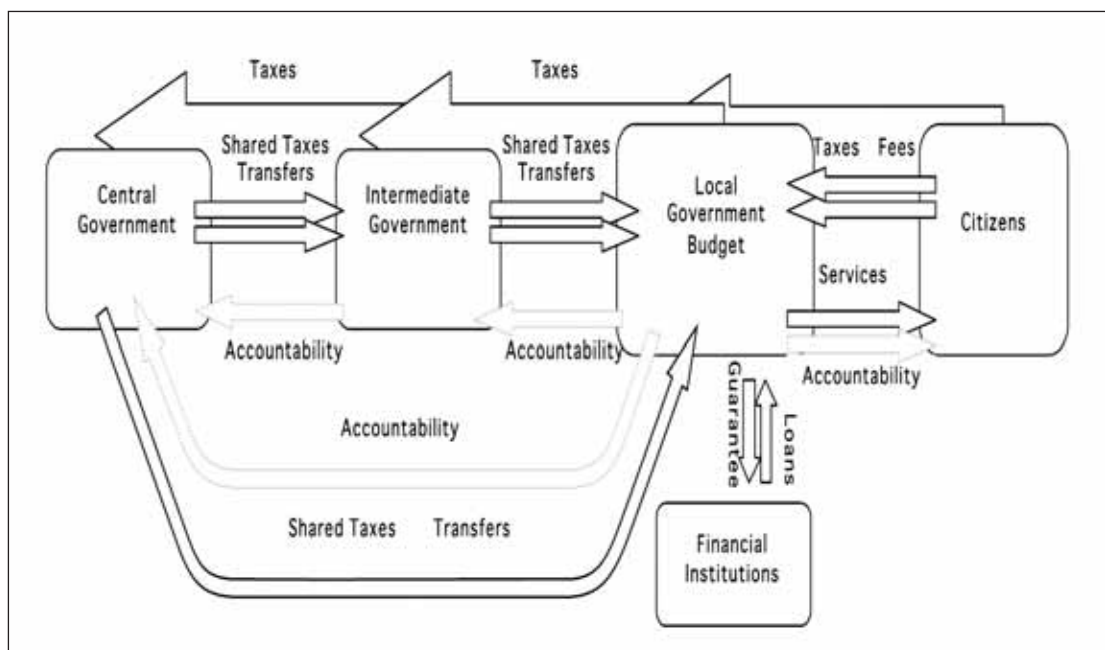 Taxes
Taxes
Shared Taxes
Transfers
Shared Taxes
Transfers
Taxes Fees
Central
Government
Intermediate
Government
Local
Government
Budget
Citizens
Services
Accountability
Accountability
Accountability
Accountability
Guarantee
Loans
Shared Taxes Transfers
Financial
Institutions